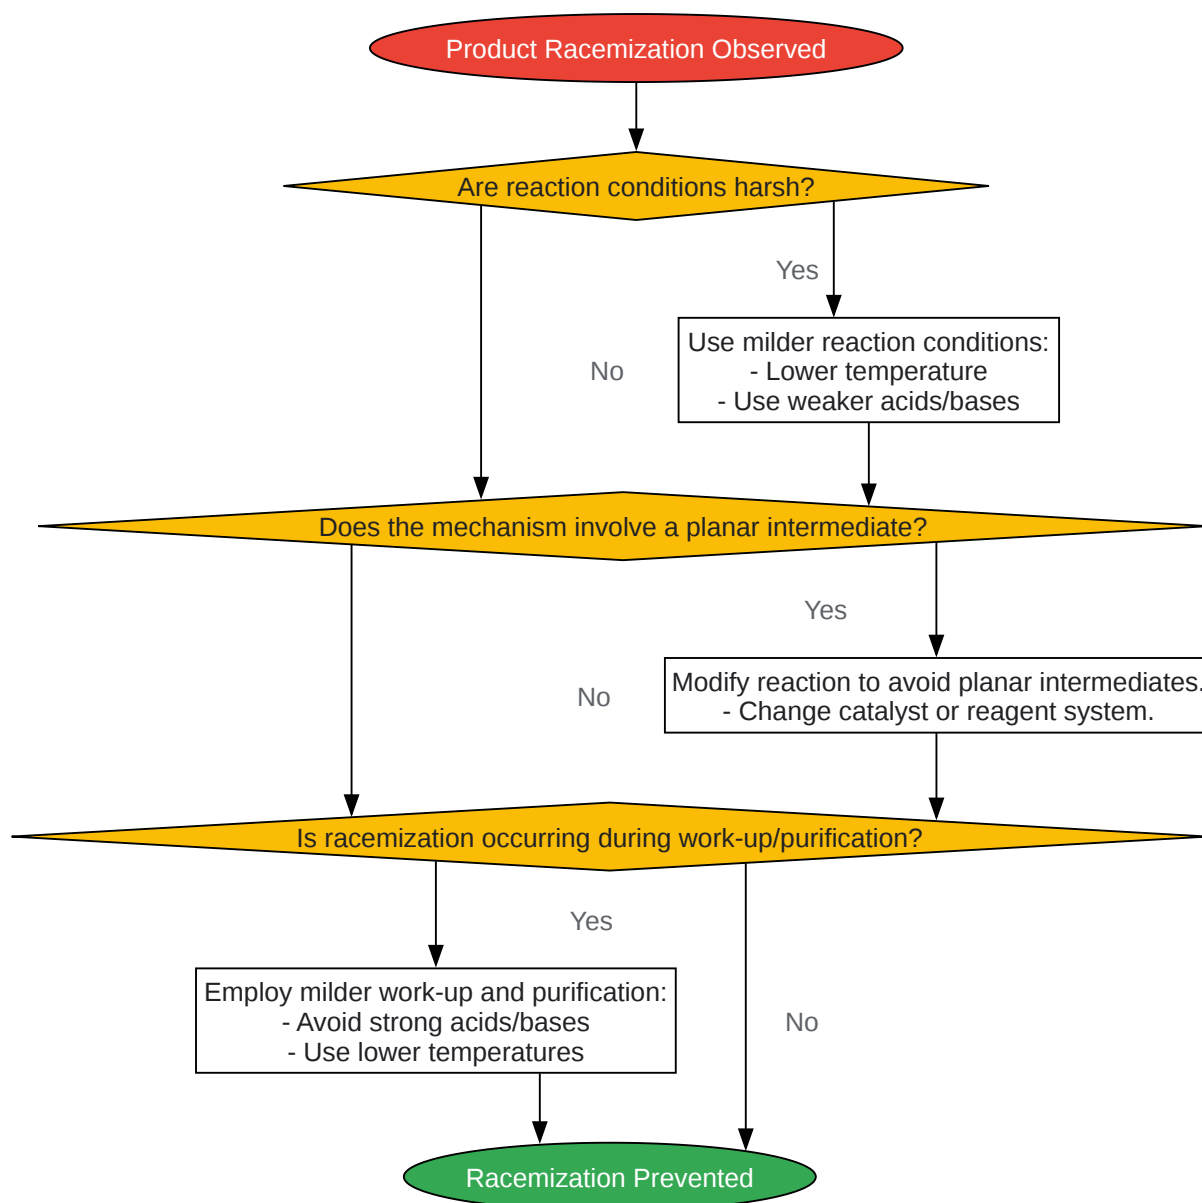 Product Racemization Observed
Are reaction conditions harsh?
Yes
Use milder reaction conditions:
- Lower temperature
- Use weaker acids/bases
No
Does the mechanism involve a planar intermediate?
Yes
Modify reaction to avoid planar intermediates.
- Change catalyst or reagent system.
No
Is racemization occurring during work-up/purification?
Yes
Employ milder work-up and purification:
- Avoid strong acids/bases
- Use lower temperatures
No
Racemization Prevented